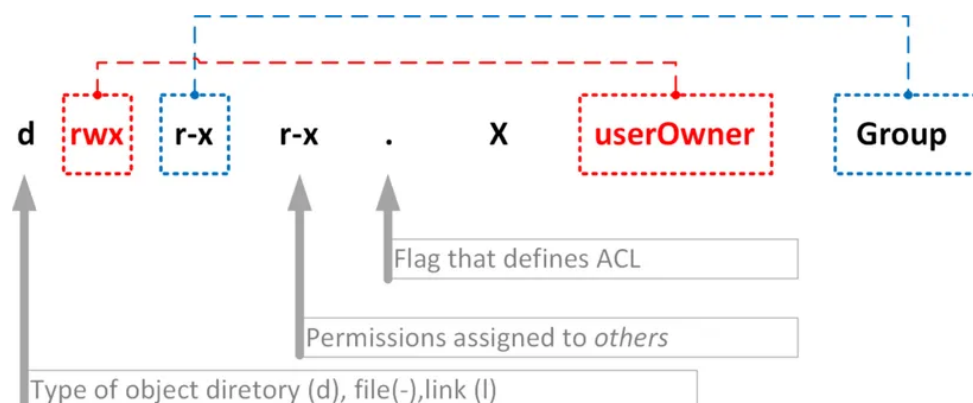 d rwx r-x r-x . X userOwner Group
Flag that defines ACL
Permissions assigned to others
Type of object diretory (d), file(-),link (l)